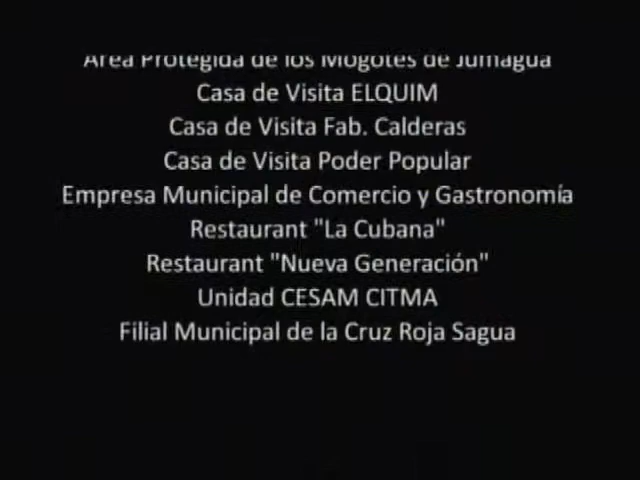 Area Protegida de los Mogotes de Jumagua
Casa de Visita ELQUIM
Casa de Visita Fab. Calderas
Casa de Visita Poder Popular
Empresa Municipal de Comercio y Gastronomía
Restaurant "La Cubana"
Restaurant "Nueva Generación"
Unidad CESAM CITMA
Filial Municipal de la Cruz Roja Sagua